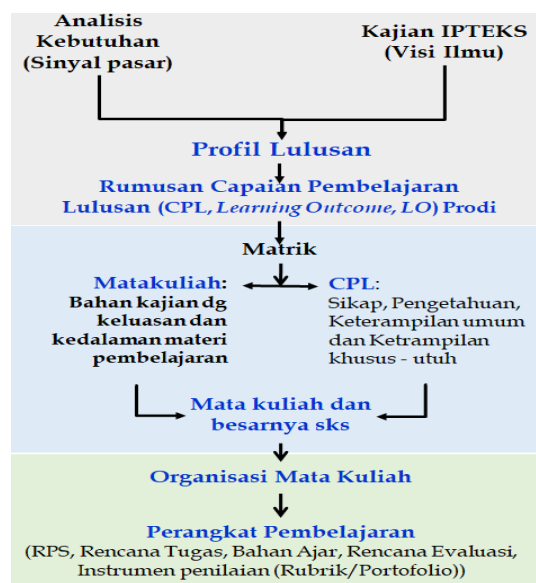 Analisis
Kebutuhan
(Sinyal pasar)
Kajian IPTEKS
(Visi Ilmu)
Profil Lulusan
Rumusan Capaian Pembelajaran
Lulusan (CPL, Learning Outcome, LO) Prodi
Matrik
Matakuliah:
Bahan kajian dg
keluasan dan
kedalaman materi
pembelajaran
CPL:
Sikap, Pengetahuan,
Keterampilan umum
dan Ketrampilan
khusus - utuh
Mata kuliah dan
besarnya sks
Organisasi Mata Kuliah
Perangkat Pembelajaran
(RPS, Rencana Tugas, Bahan Ajar, Rencana Evaluasi,
Instrumen penilaian (Rubrik/Portofolio))